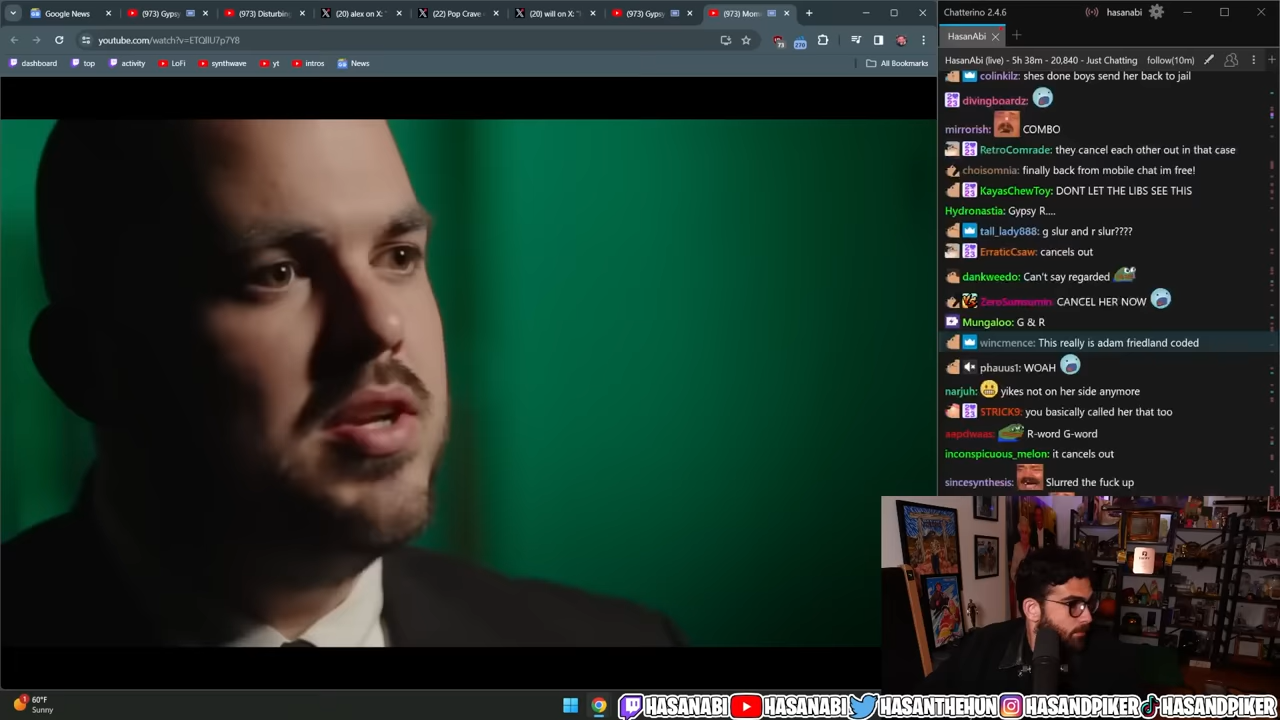 Google News
(973) Gypsy
(973) Disturbin
(20) alex on X: "
(22) Pop Crave
(20) will on X: "
(973) Gypsy
(973) Mom
youtube.com/watch?v=ETQlIU7p7Y8
73
270
dashboard
top
activity
LoFi
synthwave
yt
intros
News
All Bookmarks
Chatterino 2.4.6
hasanabi
HasanAbi
HasanAbi (live) - 5h 38m - 20,840 - Just Chatting
follow(10m)
colinkilz: shes done boys send her back to jail
divingboardz:
mirrorish: COMBO
RetroComrade: they cancel each other out in that case
choisomnia: finally back from mobile chat im free!
KayasChewToy: DONT LET THE LIBS SEE THIS
Hydronastia: Gypsy R....
tall_lady888: g slur and r slur????
ErraticCsaw: cancels out
dankweedo: Can't say regarded
CANCEL HER NOW
Mungaloo: G & R
wincmence: This really is adam friedland coded
phauus1: WOAH
narjuh: yikes not on her side anymore
STRICK9: you basically called her that too
aapdwaas: R-word G-word
inconspicuous_melon: it cancels out
sincesynthesis: Slurred the fuck up
60°F
Sunny
HASANABI
HASANABI
HASANTHEHUN
HASANDPIKER
HASANDPIKER